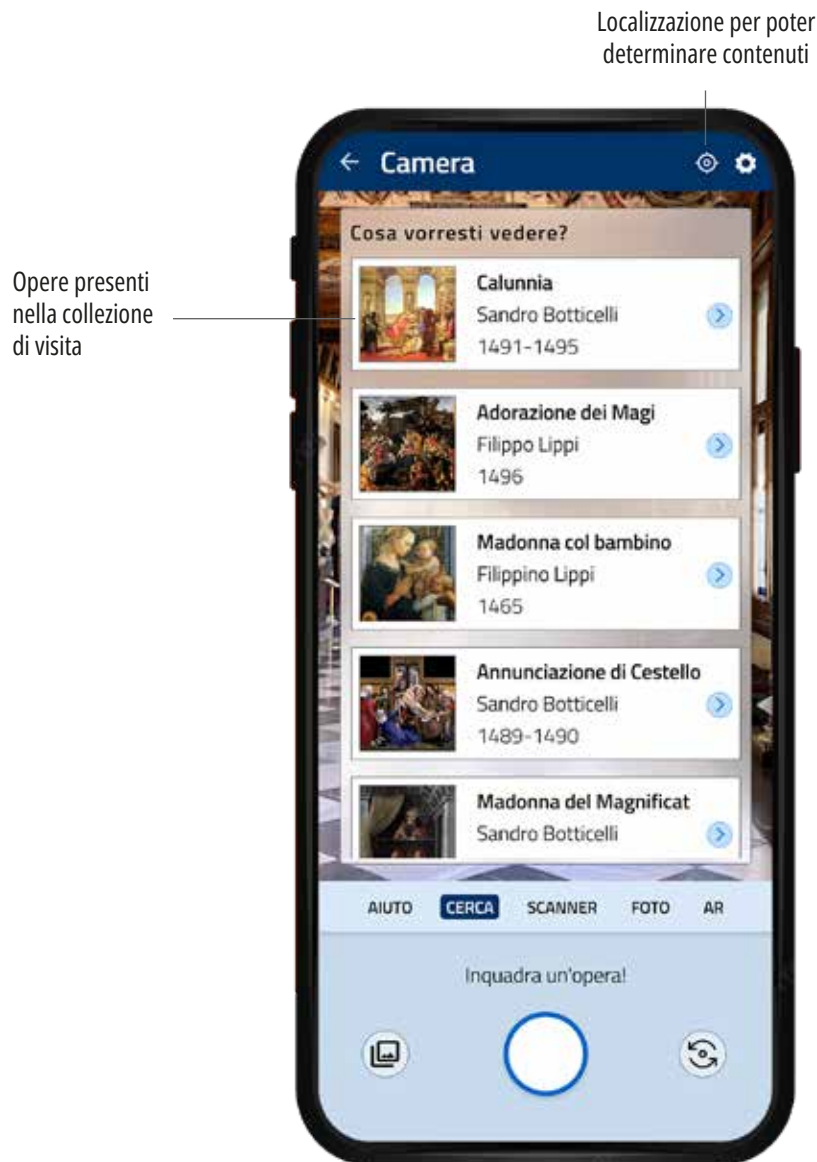 Localizzazione per poter
determinare contenuti
Camera
Cosa vorresti vedere?
Opere presenti
nella collezione
di visita
Calunnia
Sandro Botticelli
1491-1495
Adorazione dei Magi
Filippo Lippi
1496
Madonna col bambino
Filippino Lippi
1465
Annunciazione di Cestello
Sandro Botticelli
1489-1490
Madonna del Magnificat
Sandro Botticelli
AIUTO CERCA SCANNER FOTO AR
Inquadra un'opera!